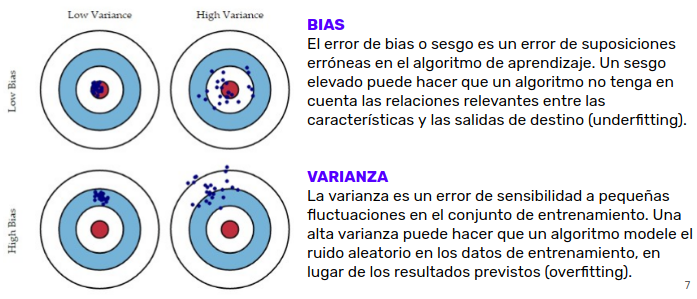 Low Variance
High Variance
Low Bias
High Bias
BIAS
El error de bias o sesgo es un error de suposiciones
erróneas en el algoritmo de aprendizaje. Un sesgo
elevado puede hacer que un algoritmo no tenga en
cuenta las relaciones relevantes entre las
características y las salidas de destino (underfitting).
VARIANZA
La varianza es un error de sensibilidad a pequeñas
fluctuaciones en el conjunto de entrenamiento. Una
alta varianza puede hacer que un algoritmo modele el
ruido aleatorio en los datos de entrenamiento, en
lugar de los resultados previstos (overfitting).
7